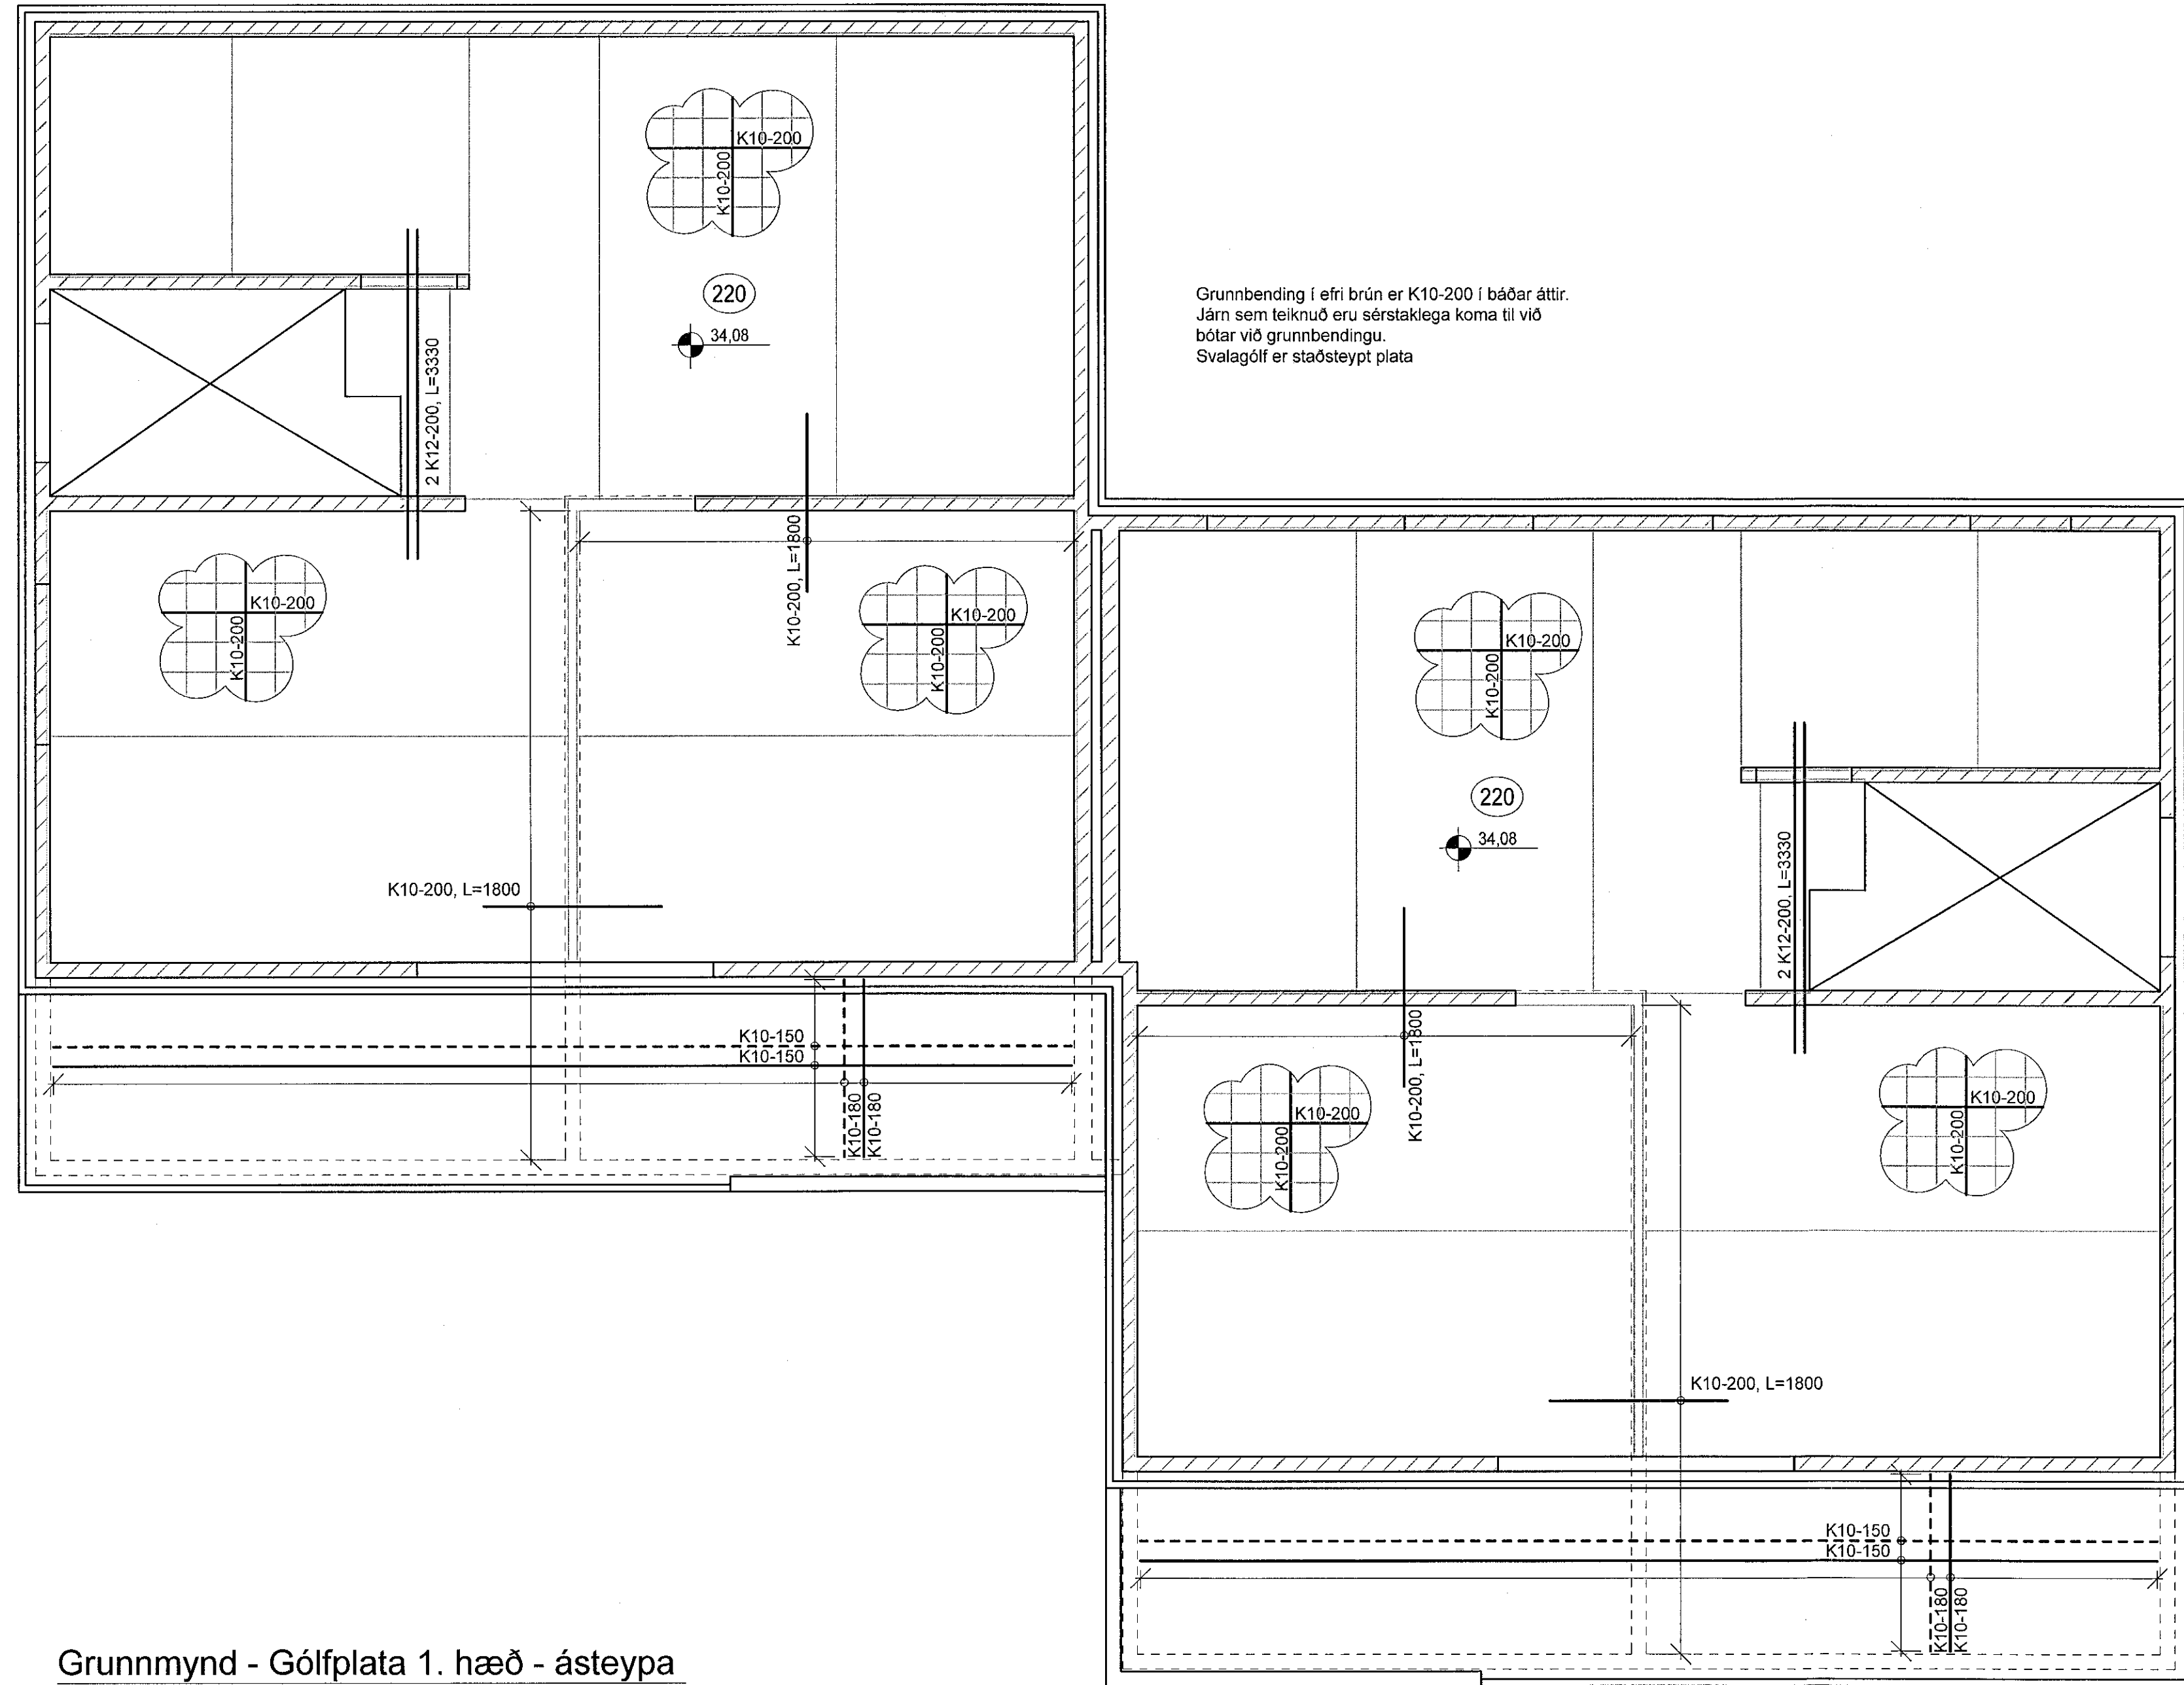 K10-200
K10-200
220
34,08
2 K12-200, L=3330
K10-200, L=1800
K10-200
K10-200
K10-200
K10-200
K10-200, L=1800
K10-150
K10-150
K10-180
K10-180
Grunnbending í efri brún er K10-200 í báðar áttir.
Járn sem teiknuð eru sérstaklega koma til við
bótar við grunnbendingu.
Svalagólf er staðsteypt plata
K10-200
K10-200
220
34,08
2 K12-200, L=3330
K10-200, L=1800
K10-200
K10-200
K10-200
K10-200
K10-200, L=1800
K10-150
K10-150
K10-180
K10-180
Grunnmynd - Gólfplata 1. hæð - ásteypa